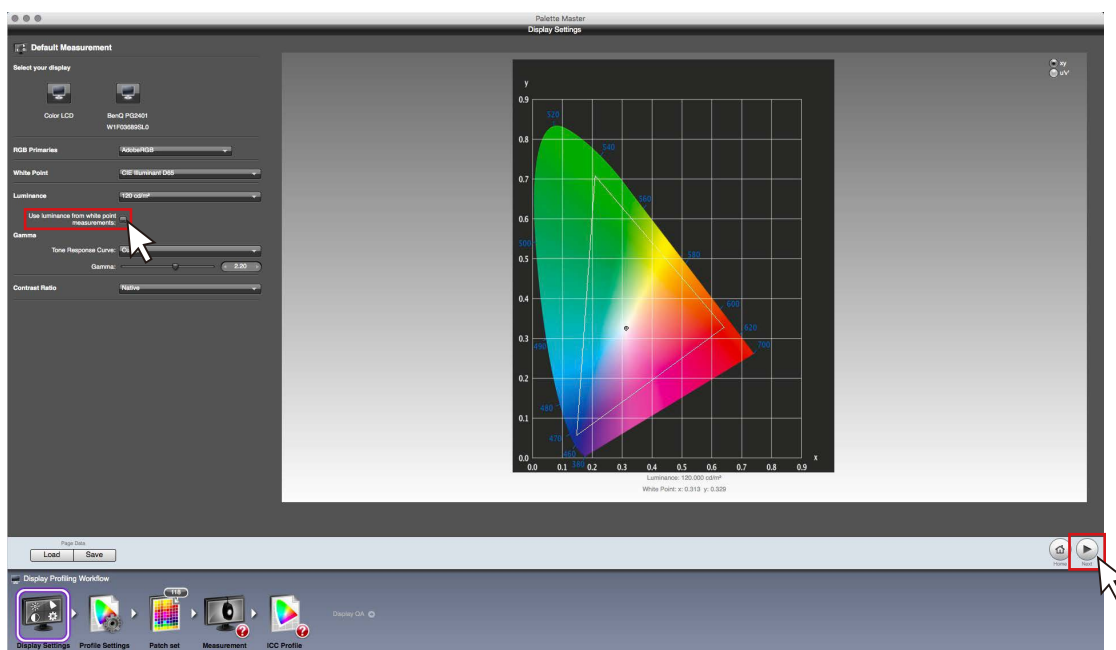 Palette Master
Display Settings
Default Measurement
Select your display
Color LCD
BenQ PG2401
W1F03689SL0
RGB Primaries
AdobeRGB
White Point
CIE Illuminant D65
Luminance
120 cd/m²
Use luminance from white point
measurements:
Gamma
Tone Response Curve:
Gamma:
2.20
Contrast Ratio
Native
xy
u'v'
y
0.9
0.8
0.7
0.6
0.5
0.4
0.3
0.2
0.1
0.0
520
540
560
500
580
600
620
490
700
480
470
460
380
0.0 0.1 0.2 0.3 0.4 0.5 0.6 0.7 0.8 0.9
x
Luminance: 120.000 cd/m²
White Point: x: 0.313 y: 0.329
Page Data
Load Save
Home Next
Display Profiling Workflow
118
Display QA
Display Settings Profile Settings Patch set Measurement ICC Profile